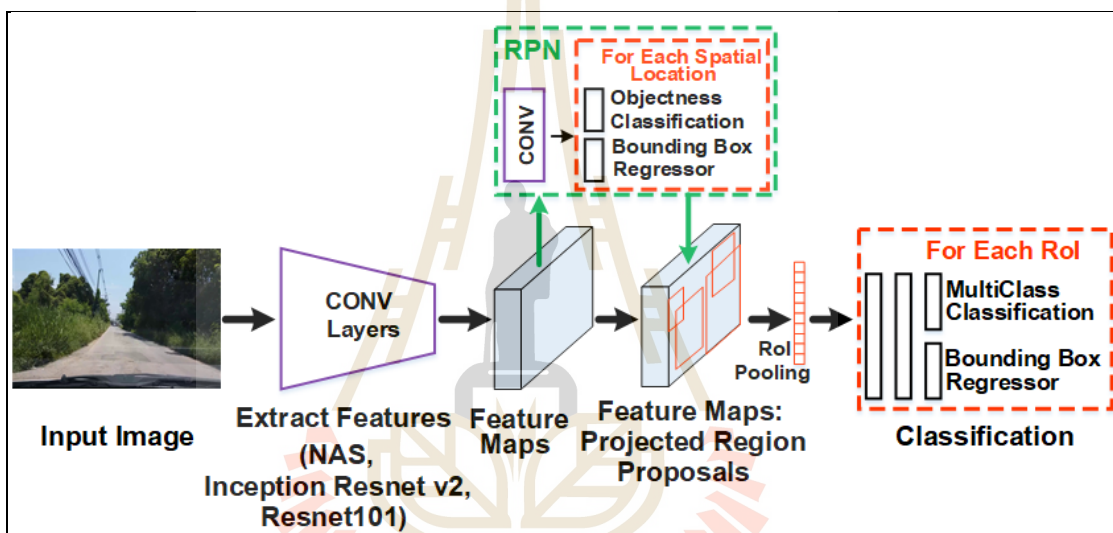 RPN
For Each Spatial
Location
CONV
Objectness
Classification
Bounding Box
Regressor
CONV
Layers
RoI
Pooling
For Each RoI
MultiClass
Classification
Bounding Box
Regressor
Input Image
Extract Features
(NAS,
Inception Resnet v2,
Resnet101)
Feature
Maps
Feature Maps:
Projected Region
Proposals
Classification